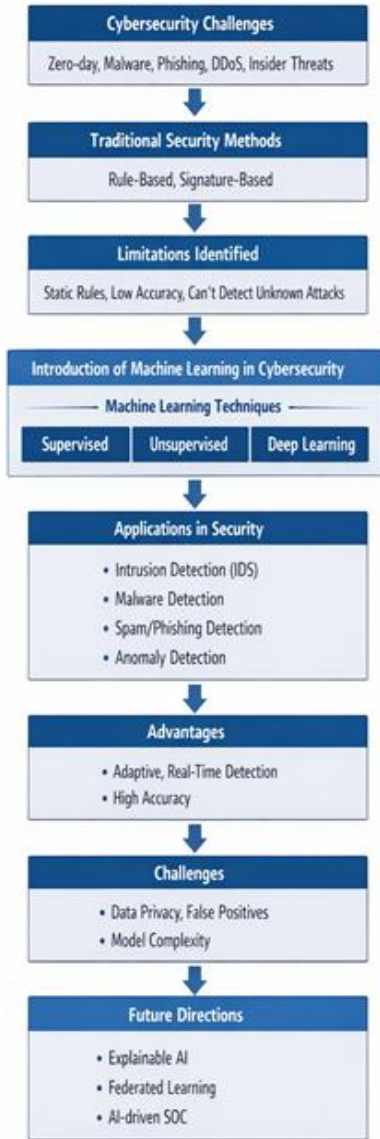 Cybersecurity Challenges
Zero-day, Malware, Phishing, DDoS, Insider Threats
Traditional Security Methods
Rule-Based, Signature-Based
Limitations Identified
Static Rules, Low Accuracy, Can't Detect Unknown Attacks
Introduction of Machine Learning in Cybersecurity
Machine Learning Techniques
Supervised Unsupervised Deep Learning
Applications in Security
• Intrusion Detection (IDS)
• Malware Detection
• Spam/Phishing Detection
• Anomaly Detection
Advantages
• Adaptive, Real-Time Detection
• High Accuracy
Challenges
• Data Privacy, False Positives
• Model Complexity
Future Directions
• Explainable AI
• Federated Learning
• AI-driven SOC